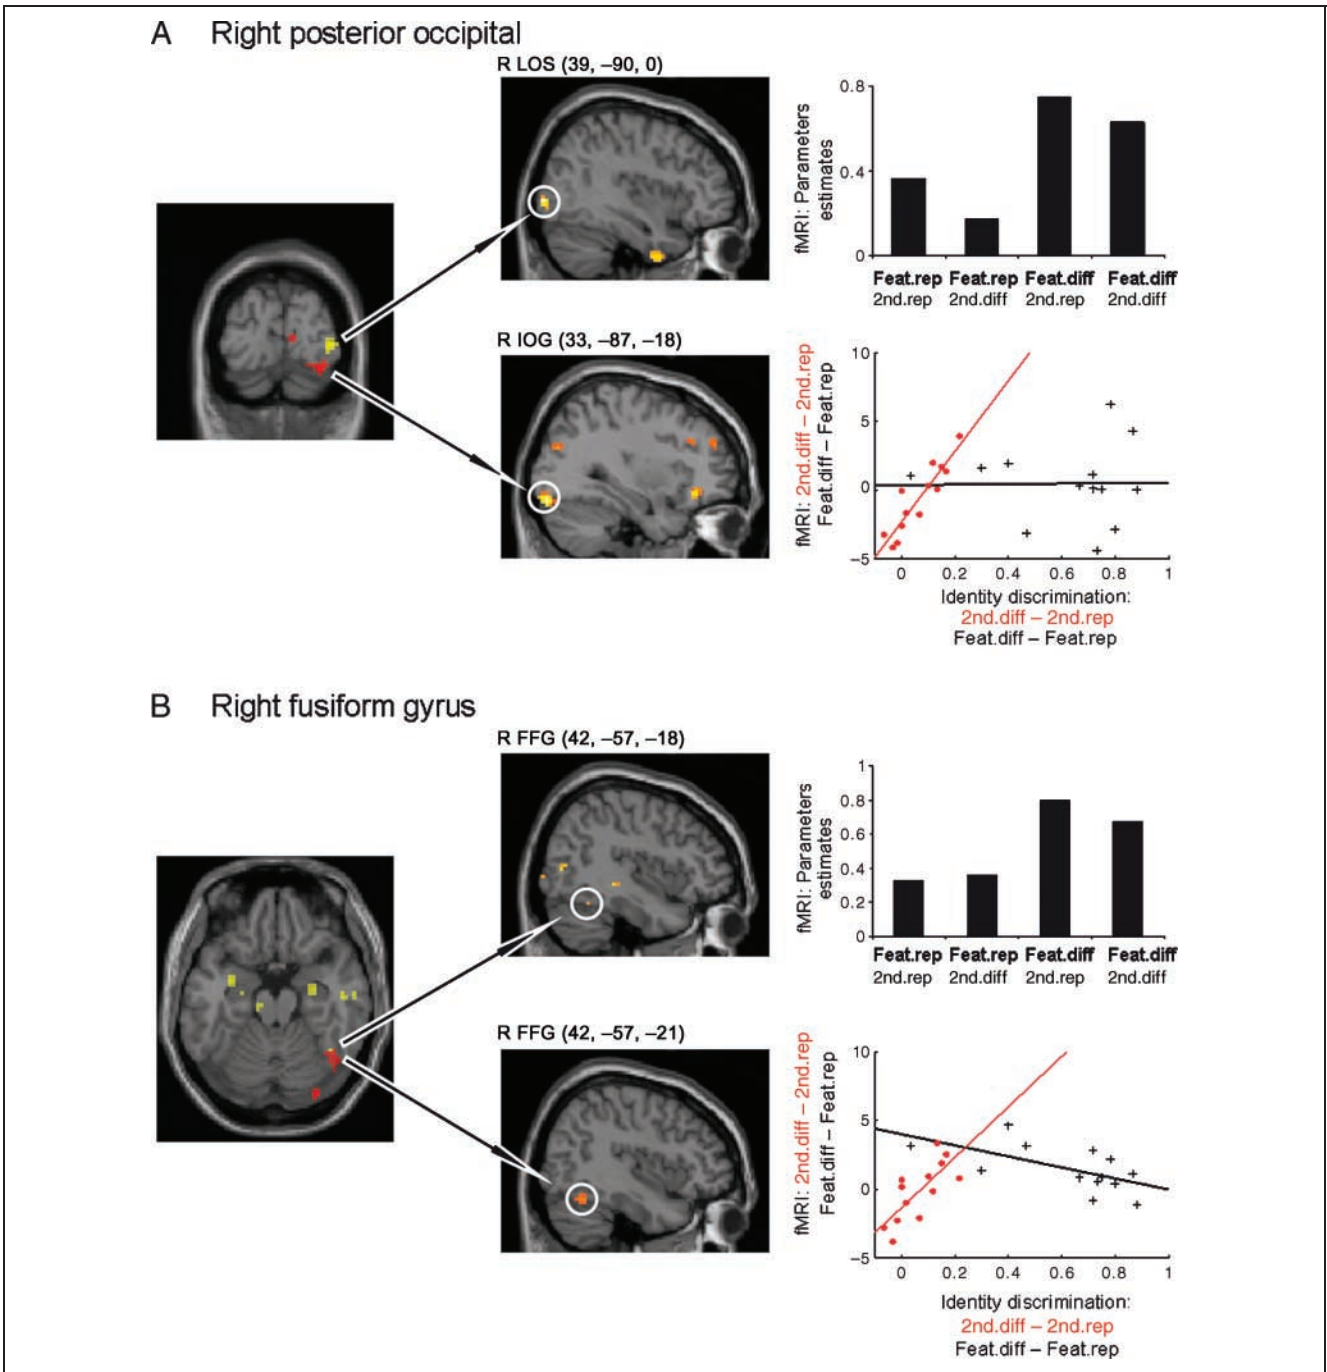 A Right posterior occipital
R LOS (39, –90, 0)
fMRI: Parameters
estimates
0.8
0.4
0
Feat.rep Feat.rep Feat.diff Feat.diff
2nd.rep 2nd.diff 2nd.rep 2nd.diff
R IOG (33, –87, –18)
fMRI: 2nd.diff – 2nd.rep
Feat.diff – Feat.rep
10
5
0
–5
0 0.2 0.4 0.6 0.8 1
Identity discrimination:
2nd.diff – 2nd.rep
Feat.diff – Feat.rep
B Right fusiform gyrus
R FFG (42, –57, –18)
fMRI: Parameters
estimates
1
0.8
0.6
0.4
0.2
0
Feat.rep Feat.rep Feat.diff Feat.diff
2nd.rep 2nd.diff 2nd.rep 2nd.diff
R FFG (42, –57, –21)
fMRI: 2nd.diff – 2nd.rep
Feat.diff – Feat.rep
10
5
0
–5
0 0.2 0.4 0.6 0.8 1
Identity discrimination:
2nd.diff – 2nd.rep
Feat.diff – Feat.rep